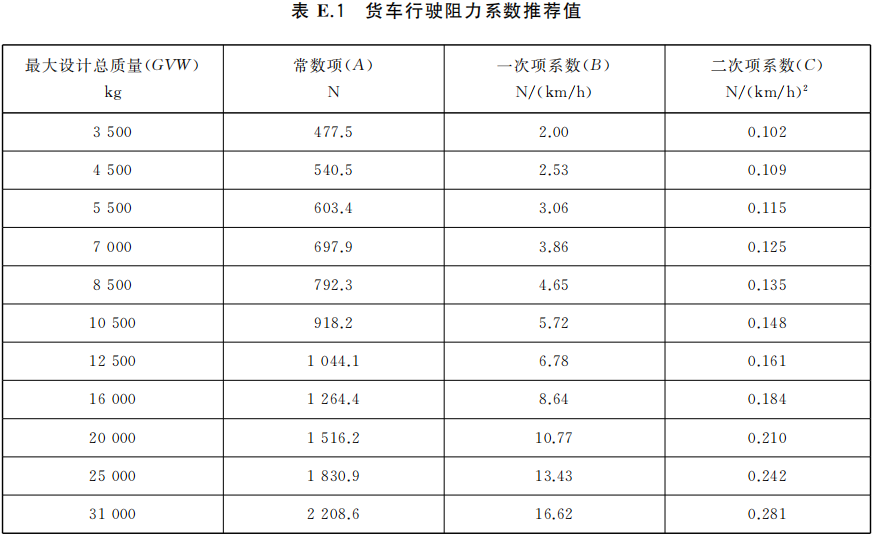 表 E.1 货车行驶阻力系数推荐值
最大设计总质量(GVW) 常数项(A) 一次项系数(B) 二次项系数(C)
kg N N/(km/h) N/(km/h)²
3 500 477.5 2.00 0.102
4 500 540.5 2.53 0.109
5 500 603.4 3.06 0.115
7 000 697.9 3.86 0.125
8 500 792.3 4.65 0.135
10 500 918.2 5.72 0.148
12 500 1 044.1 6.78 0.161
16 000 1 264.4 8.64 0.184
20 000 1 516.2 10.77 0.210
25 000 1 830.9 13.43 0.242
31 000 2 208.6 16.62 0.281